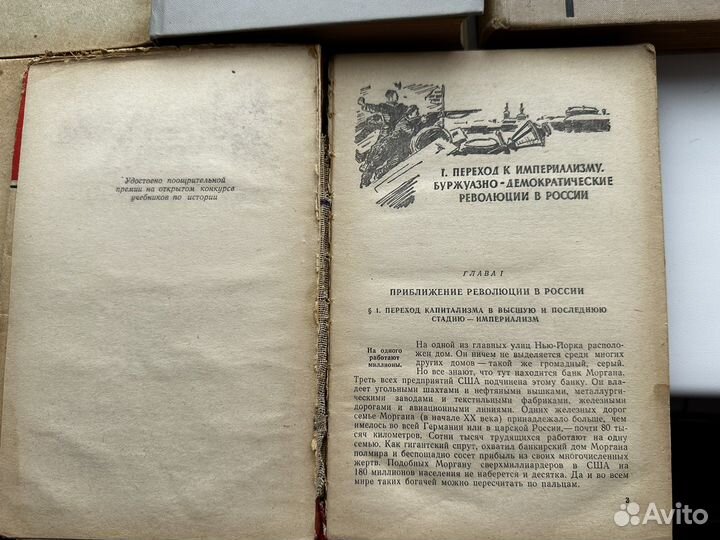 Удостоено поощрительной
премии на открытом конкурсе
учебников по истории
I. ПЕРЕХОД К ИМПЕРИАЛИЗМУ.
БУРЖУАЗНО-ДЕМОКРАТИЧЕСКИЕ
РЕВОЛЮЦИИ В РОССИИ
ГЛАВА I
ПРИБЛИЖЕНИЕ РЕВОЛЮЦИИ В РОССИИ
§ 1. ПЕРЕХОД КАПИТАЛИЗМА В ВЫСШУЮ И ПОСЛЕДНЮЮ
СТАДИЮ — ИМПЕРИАЛИЗМ
На одного
работают
миллионы.
На одной из главных улиц Нью-Йорка располо-
жен дом. Он ничем не выделяется среди многих
других домов — такой же громадный, серый.
Но все знают, что тут находится банк Моргана.
Треть всех предприятий США подчинена этому банку. Он вла-
деет угольными шахтами и нефтяными вышками, металлурги-
ческими заводами и текстильными фабриками, железными
дорогами и авиационными линиями. Одних железных дорог
семье Моргана (в начале XX века) принадлежало больше, чем
имелось во всей Германии или в царской России, — почти 80 ты-
сяч километров. Сотни тысяч трудящихся работают на одну
семью. Как гигантский спрут, охватил банкирский дом Моргана
полмира и беспощадно сосет прибыль из своих многочисленных
жертв. Подобных Моргану сверхмиллиардеров в США на
180 миллионов населения не наберется и десятка. Да и во всем
мире таких богачей можно пересчитать по пальцам.
3
Avito